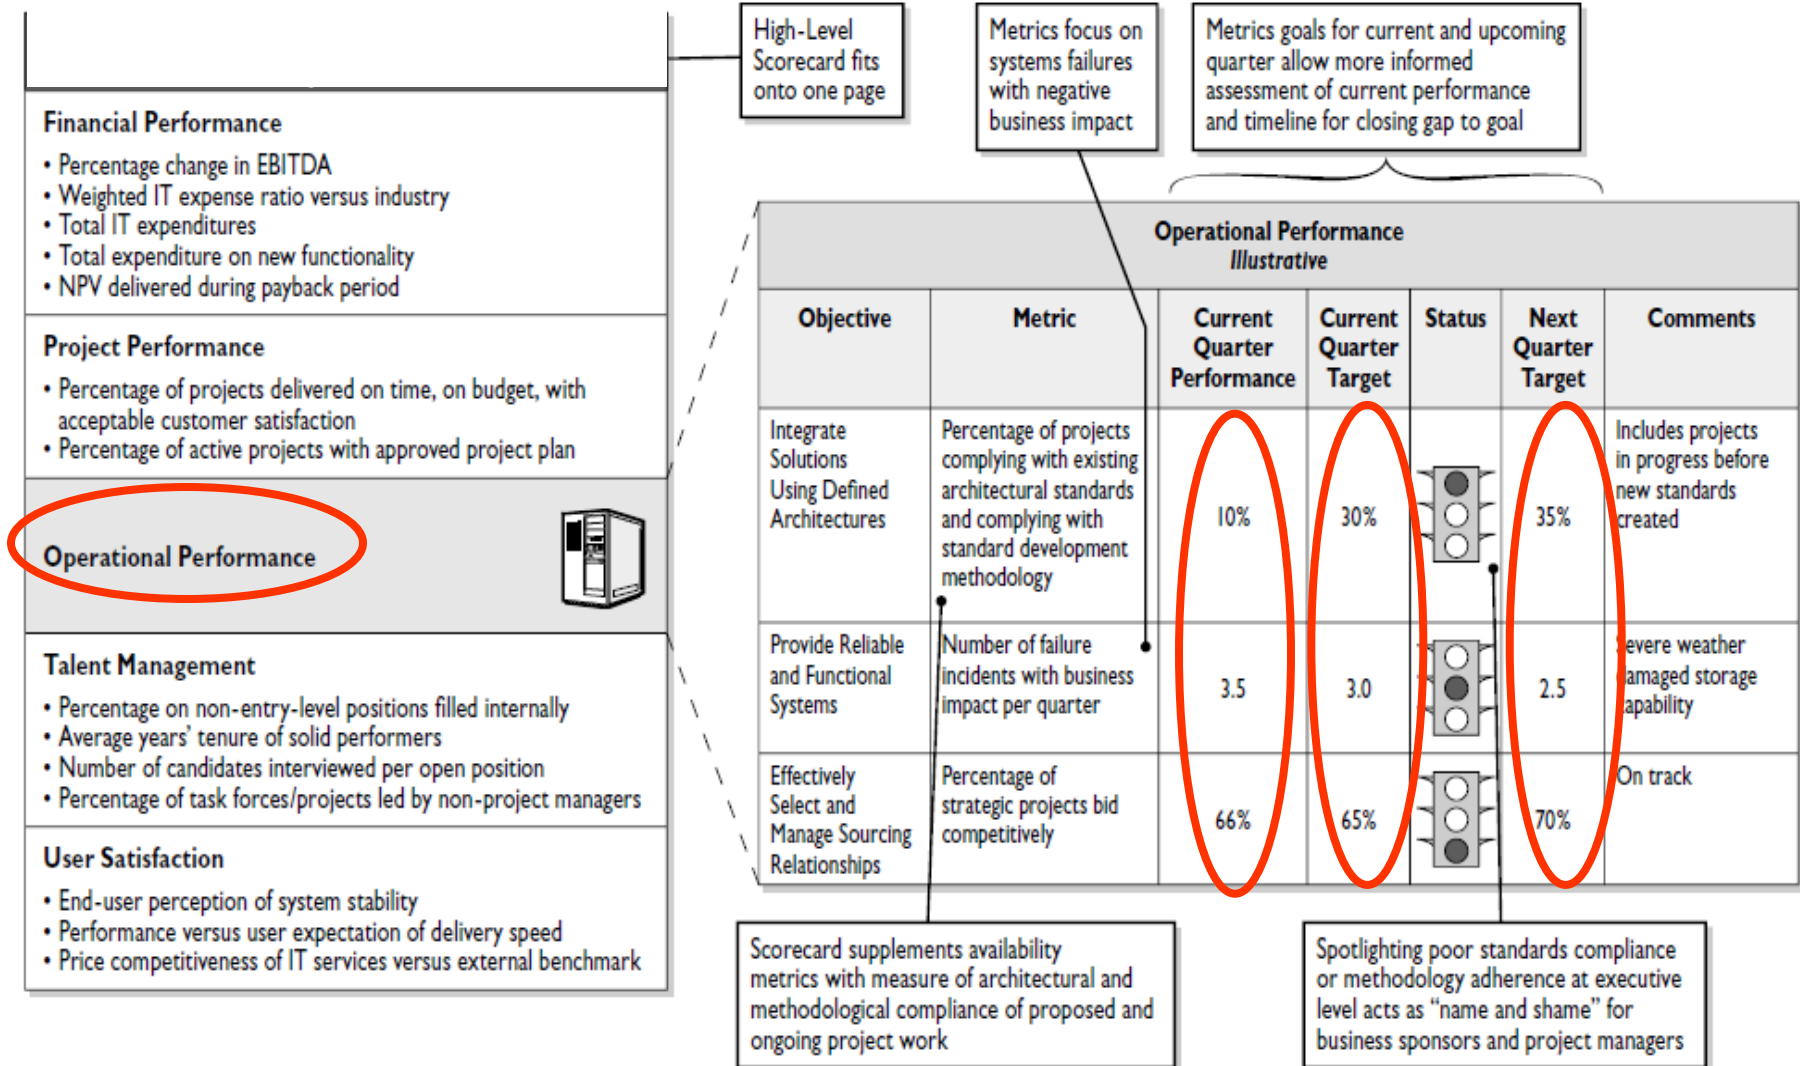 High-Level
Scorecard fits
onto one page
Metrics focus on
systems failures
with negative
business impact
Metrics goals for current and upcoming
quarter allow more informed
assessment of current performance
and timeline for closing gap to goal
Financial Performance
• Percentage change in EBITDA
• Weighted IT expense ratio versus industry
• Total IT expenditures
• Total expenditure on new functionality
• NPV delivered during payback period
Project Performance
• Percentage of projects delivered on time, on budget, with
acceptable customer satisfaction
• Percentage of active projects with approved project plan
Operational Performance
Talent Management
• Percentage on non-entry-level positions filled internally
• Average years’ tenure of solid performers
• Number of candidates interviewed per open position
• Percentage of task forces/projects led by non-project managers
User Satisfaction
• End-user perception of system stability
• Performance versus user expectation of delivery speed
• Price competitiveness of IT services versus external benchmark
Operational Performance
Illustrative
Objective
Metric
Current
Quarter
Performance
Current
Quarter
Target
Status
Next
Quarter
Target
Comments
Integrate
Solutions
Using Defined
Architectures
Percentage of projects
complying with existing
architectural standards
and complying with
standard development
methodology
10%
30%
35%
Includes projects
in progress before
new standards
created
Provide Reliable
and Functional
Systems
Number of failure
incidents with business
impact per quarter
3.5
3.0
2.5
Severe weather
damaged storage
capability
Effectively
Select and
Manage Sourcing
Relationships
Percentage of
strategic projects bid
competitively
66%
65%
70%
On track
Scorecard supplements availability
metrics with measure of architectural and
methodological compliance of proposed and
ongoing project work
Spotlighting poor standards compliance
or methodology adherence at executive
level acts as “name and shame” for
business sponsors and project managers